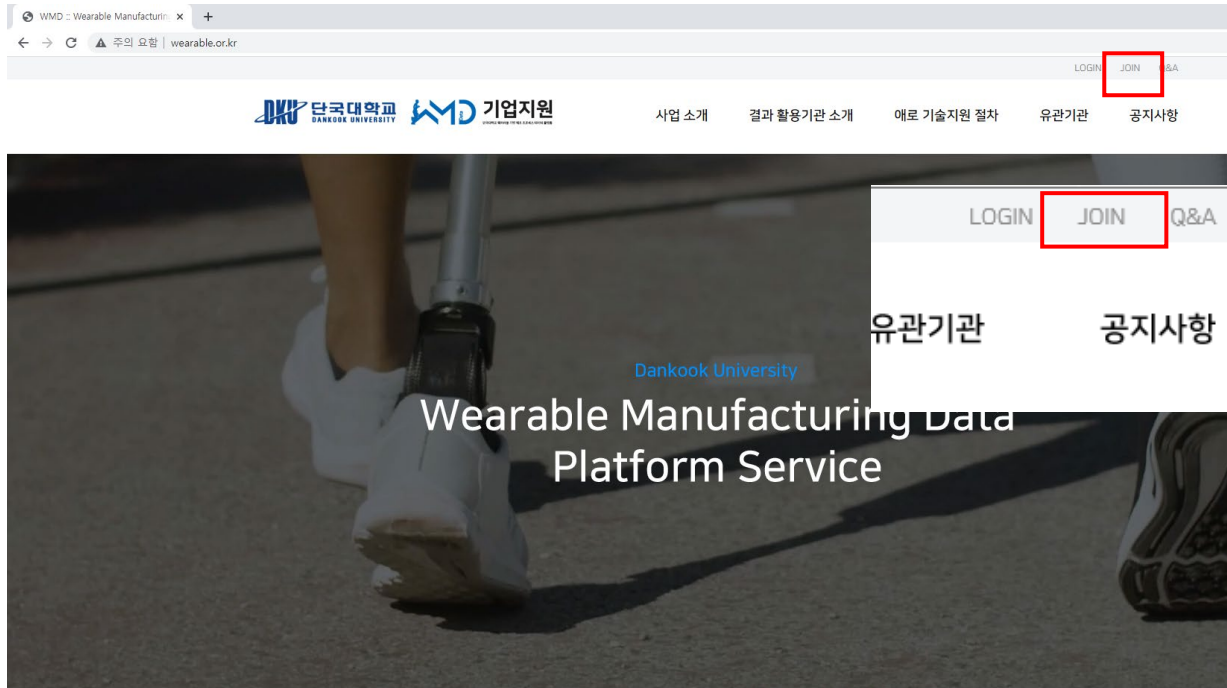 WMD :: Wearable Manufacturin
주의 요함 | wearable.or.kr
LOGIN JOIN Q&A
DKU 단국대학교 DANKOOK UNIVERSITY WMD 기업지원
사업 소개 결과 활용기관 소개 애로 기술지원 절차 유관기관 공지사항
LOGIN JOIN Q&A
유관기관 공지사항
Dankook University
Wearable Manufacturing Data
Platform Service